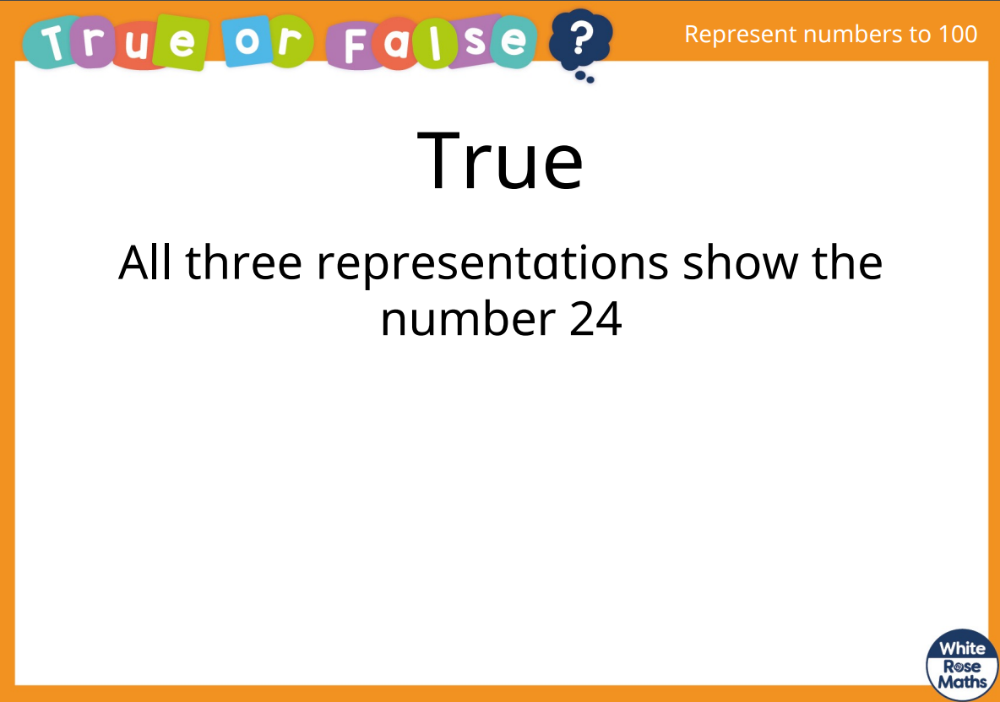 True or False ?
Represent numbers to 100
True
All three representations show the
number 24
White
Rose
Maths